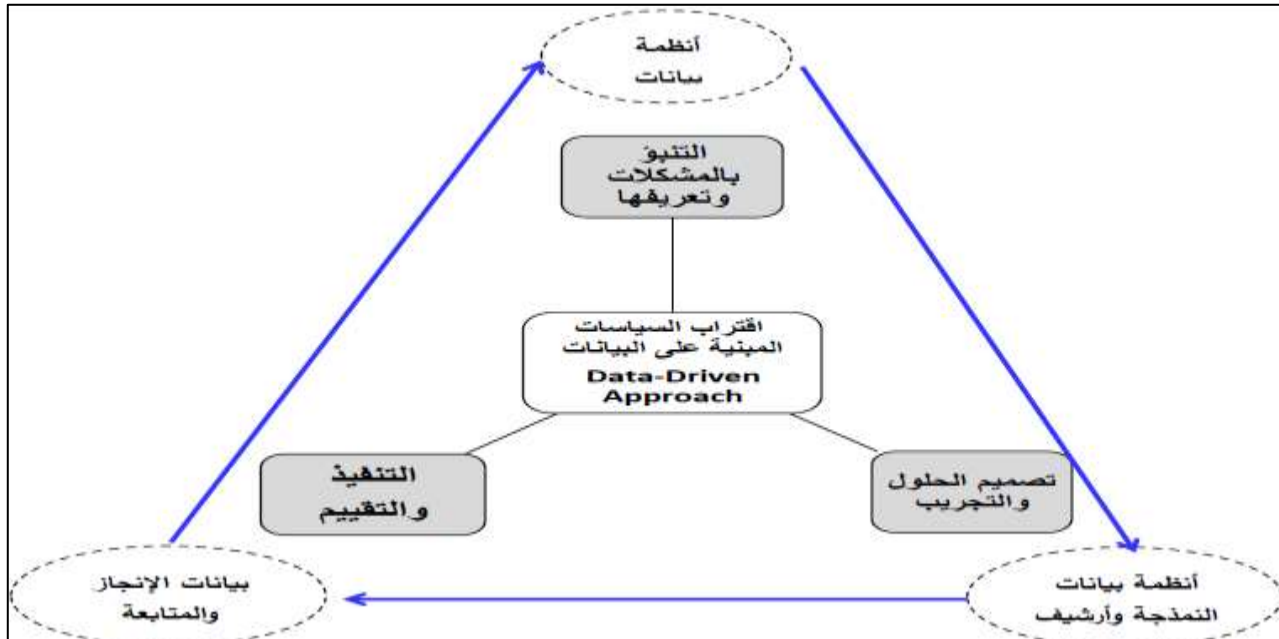 أنظمة
بيانات
التنبؤ
بالمشكلات
وتعريفها
اقتراب السياسات
المبنية على البيانات
Data-Driven
Approach
التنفيذ
والتقييم
تصميم الحلول
والتجريب
بيانات الإنجاز
والمتابعة
أنظمة بيانات
النمذجة وأرشيف